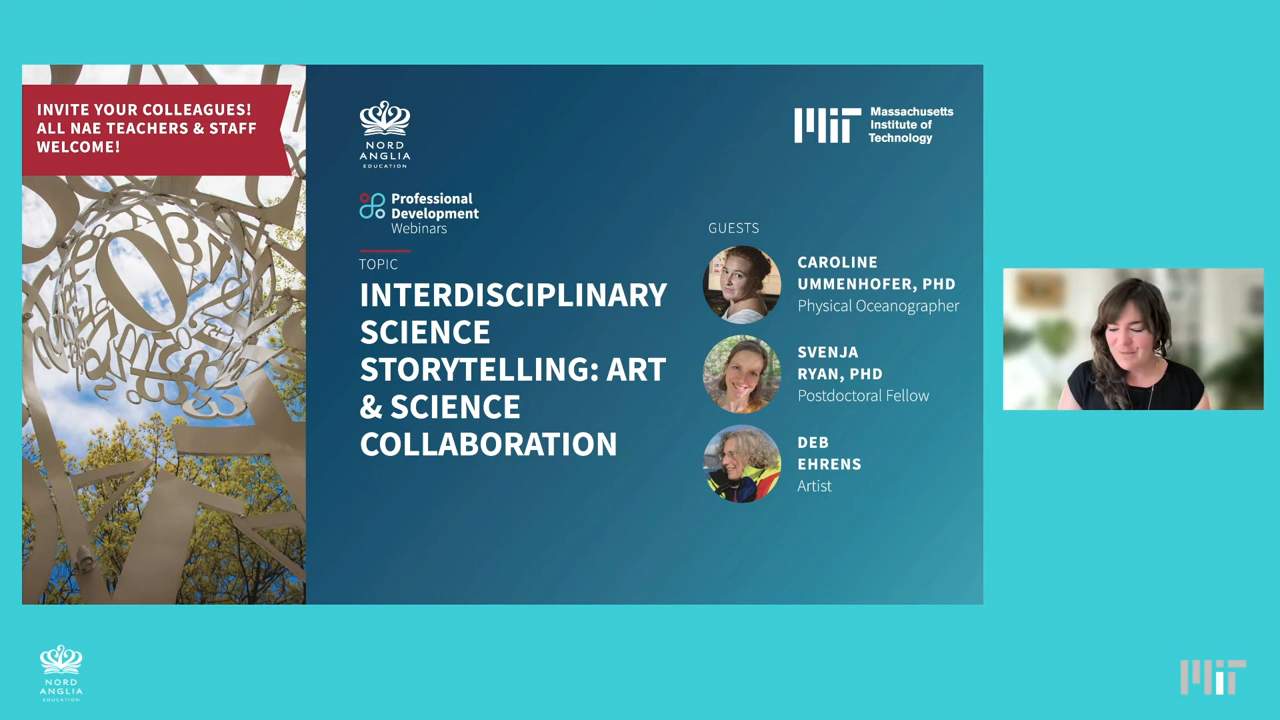 INVITE YOUR COLLEAGUES!
ALL NAE TEACHERS & STAFF
WELCOME!
NORD
ANGLIA
EDUCATION
MIT
Massachusetts
Institute of
Technology
Professional
Development
Webinars
TOPIC
INTERDISCIPLINARY
SCIENCE
STORYTELLING: ART
& SCIENCE
COLLABORATION
GUESTS
CAROLINE
UMMENHOFER, PHD
Physical Oceanographer
SVENJA
RYAN, PHD
Postdoctoral Fellow
DEB
EHRENS
Artist
NORD
ANGLIA
EDUCATION
MIT